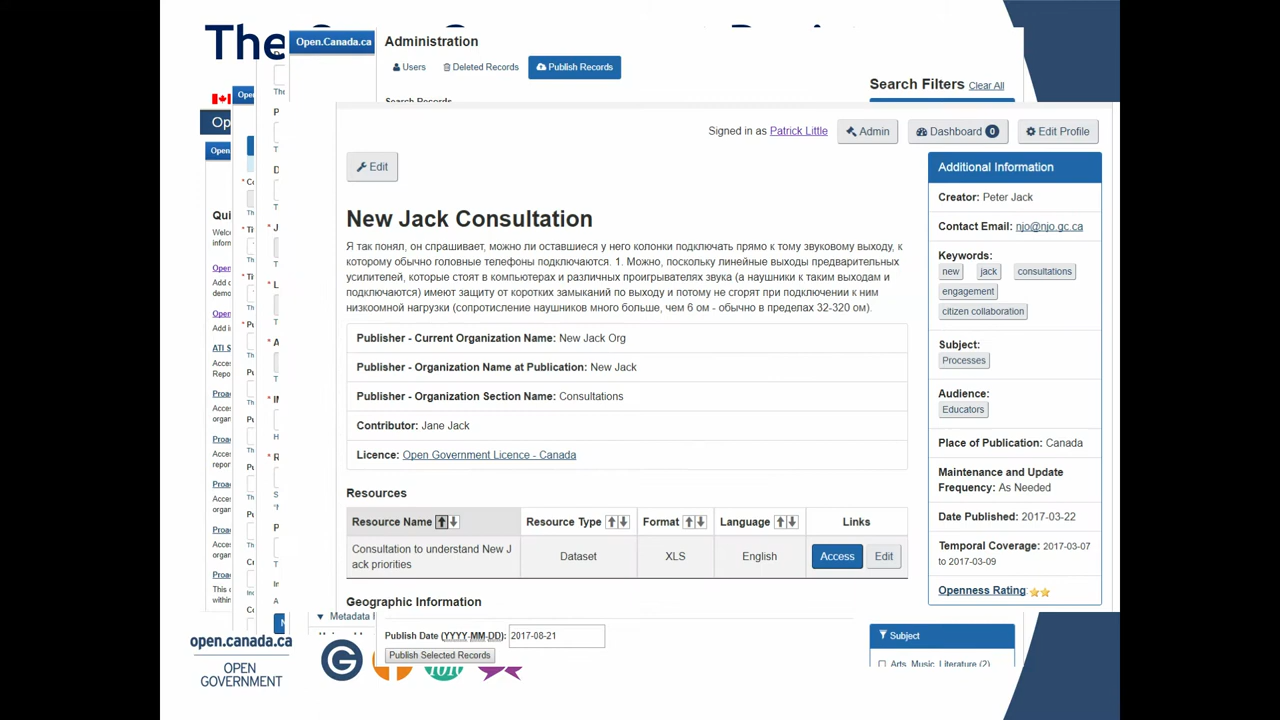 The
Open.Canada.ca
Administration
Users
Deleted Records
Publish Records
Search Filters Clear All
Signed in as Patrick Little
Admin
Dashboard 0
Edit Profile
Edit
New Jack Consultation
Я так понял, он спрашивает, можно ли оставшиеся у него колонки подключать прямо к тому звуковому выходу, к
которому обычно головные телефоны подключаются. 1. Можно, поскольку линейные выходы предварительных
усилителей, которые стоят в компьютерах и различных проигрывателях звука (а наушники к таким выходам и
подключаются) имеют защиту от коротких замыканий по выходу и потому не сгорят при подключении к ним
низкоомной нагрузки (сопротисление наушников много больше, чем 6 ом - обычно в пределах 32-320 ом).
Publisher - Current Organization Name: New Jack Org
Publisher - Organization Name at Publication: New Jack
Publisher - Organization Section Name: Consultations
Contributor: Jane Jack
Licence: Open Government Licence - Canada
Resources
Resource Name
Resource Type
Format
Language
Links
Consultation to understand New J
ack priorities
Dataset
XLS
English
Access
Edit
Geographic Information
Additional Information
Creator: Peter Jack
Contact Email: njo@njo.gc.ca
Keywords:
new
jack
consultations
engagement
citizen collaboration
Subject:
Processes
Audience:
Educators
Place of Publication: Canada
Maintenance and Update
Frequency: As Needed
Date Published: 2017-03-22
Temporal Coverage: 2017-03-07
to 2017-03-09
Openness Rating:
Publish Date (YYYY-MM-DD): 2017-08-21
Publish Selected Records
Subject
Arts, Music, Literature (2)
open.canada.ca
OPEN
GOVERNMENT